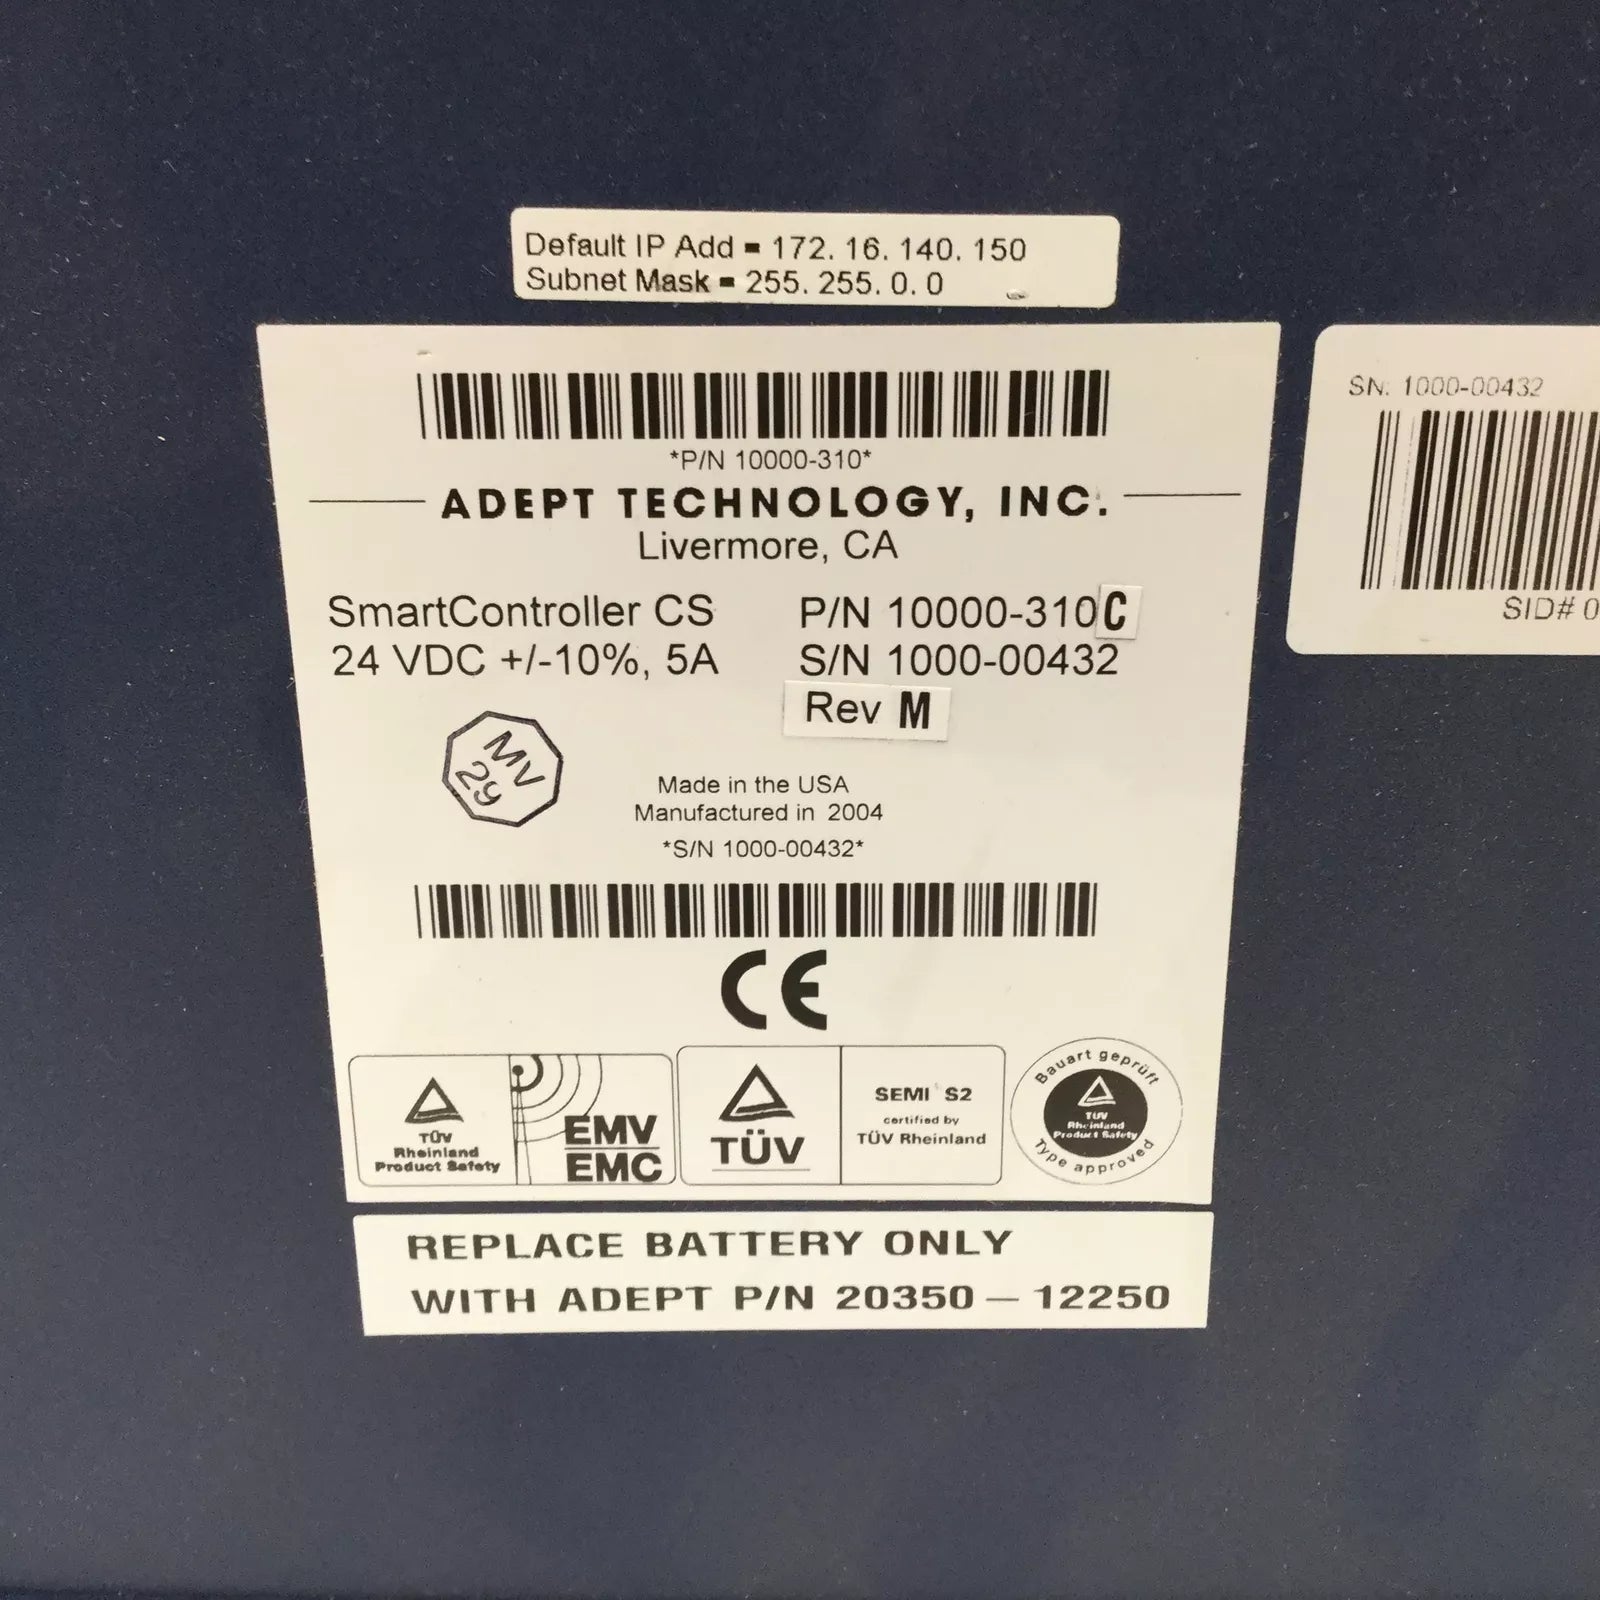 Default IP Add = 172. 16. 140. 150
Subnet Mask = 255. 255. 0. 0
*P/N 10000-310*
ADEPT TECHNOLOGY, INC.
Livermore, CA
SmartController CS P/N 10000-310C
24 VDC +/-10%, 5A S/N 1000-00432
Rev M
MV
29
Made in the USA
Manufactured in 2004
*S/N 1000-00432*
CE
TÜV
Rheinland
Product Safety
EMV
EMC
TÜV
SEMI S2
certified by
TÜV Rheinland
Bauart geprüft
TÜV
Rheinland
Product Safety
Type approved
REPLACE BATTERY ONLY
WITH ADEPT P/N 20350-12250
SN: 1000-00432
SID# 0